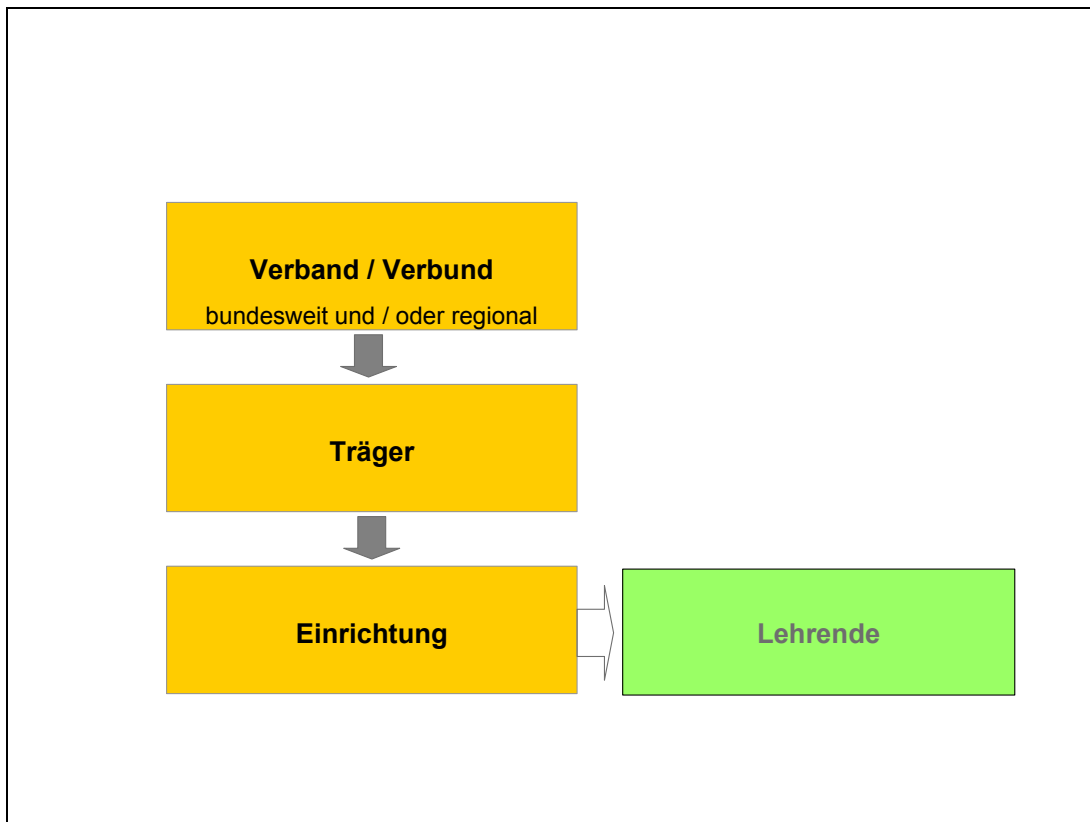 Verband / Verbund
bundesweit und / oder regional
Träger
Einrichtung
Lehrende